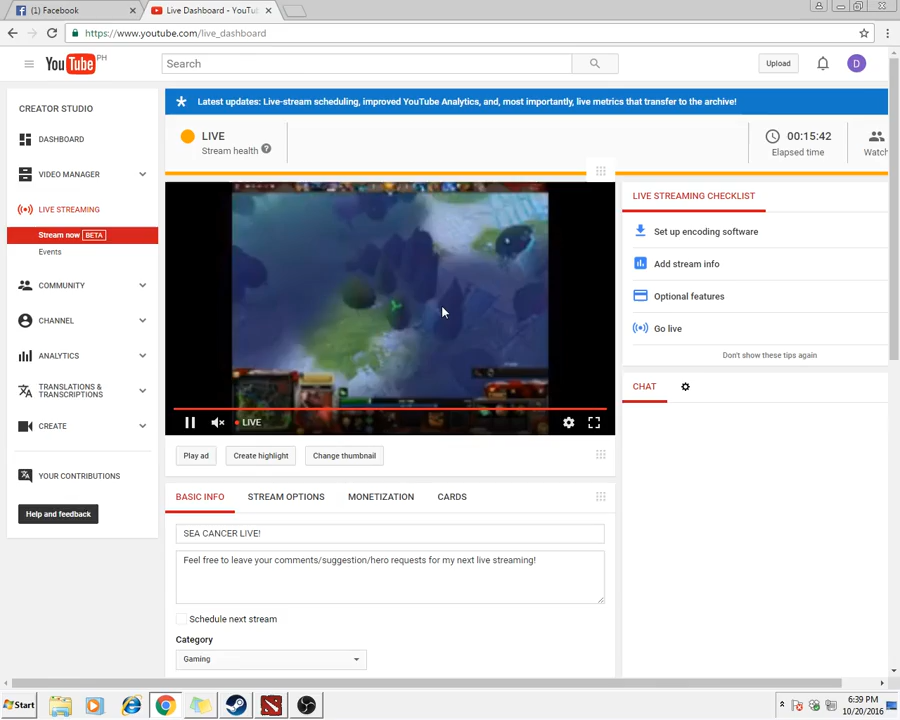 (1) Facebook
Live Dashboard - YouTu
https://www.youtube.com/live_dashboard
YouTube PH
Search
Upload
D
CREATOR STUDIO
DASHBOARD
VIDEO MANAGER
LIVE STREAMING
Stream now BETA
Events
COMMUNITY
CHANNEL
ANALYTICS
TRANSLATIONS &
TRANSCRIPTIONS
CREATE
YOUR CONTRIBUTIONS
Help and feedback
Latest updates: Live-stream scheduling, improved YouTube Analytics, and, most importantly, live metrics that transfer to the archive!
LIVE
Stream health ?
00:15:42
Elapsed time
Watch
LIVE
Play ad
Create highlight
Change thumbnail
BASIC INFO
STREAM OPTIONS
MONETIZATION
CARDS
SEA CANCER LIVE!
Feel free to leave your comments/suggestion/hero requests for my next live streaming!
Schedule next stream
Category
Gaming
LIVE STREAMING CHECKLIST
Set up encoding software
Add stream info
Optional features
Go live
Don't show these tips again
CHAT
Start
6:39 PM
10/20/2016